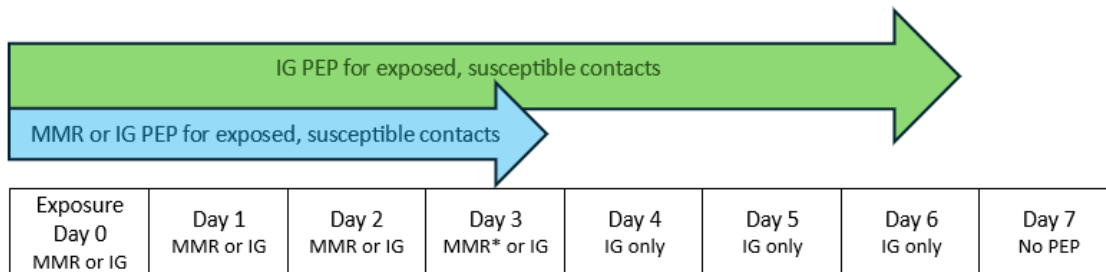 IG PEP for exposed, susceptible contacts
MMR or IG PEP for exposed, susceptible contacts
Exposure
Day 0
MMR or IG
Day 1
MMR or IG
Day 2
MMR or IG
Day 3
MMR* or IG
Day 4
IG only
Day 5
IG only
Day 6
IG only
Day 7
No PEP